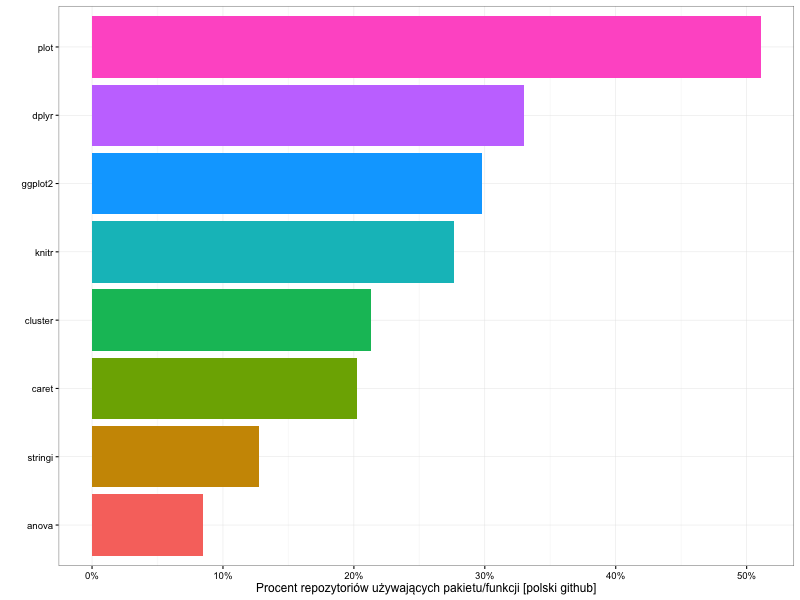 plot
dplyr
ggplot2
knitr
cluster
caret
stringi
anova
0% 10% 20% 30% 40% 50%
Procent repozytoriów używających pakietu/funkcji [polski github]